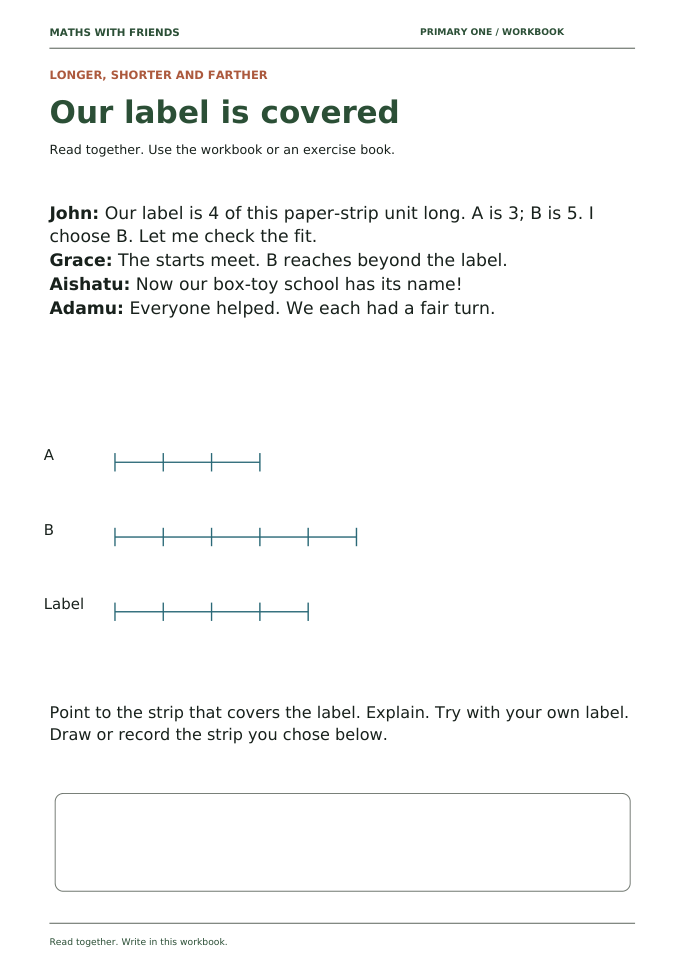 MATHS WITH FRIENDS
PRIMARY ONE / WORKBOOK
LONGER, SHORTER AND FARTHER
Our label is covered
Read together. Use the workbook or an exercise book.
John: Our label is 4 of this paper-strip unit long. A is 3; B is 5. I
choose B. Let me check the fit.
Grace: The starts meet. B reaches beyond the label.
Aishatu: Now our box-toy school has its name!
Adamu: Everyone helped. We each had a fair turn.
A
B
Label
Point to the strip that covers the label. Explain. Try with your own label.
Draw or record the strip you chose below.
Read together. Write in this workbook.